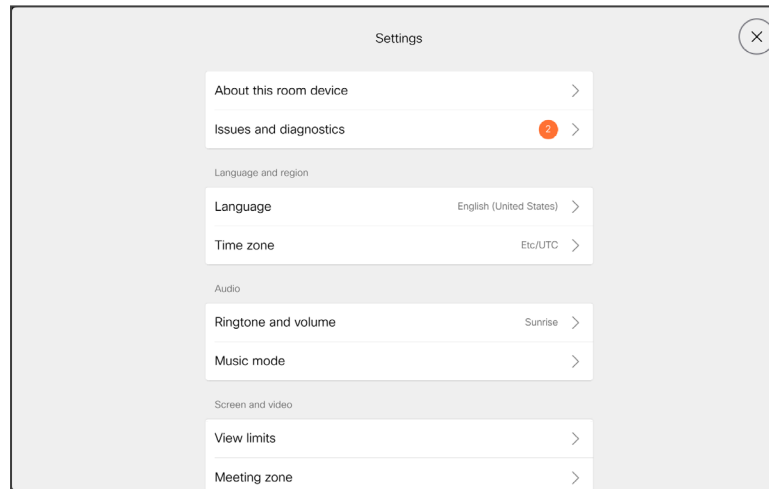 Settings
About this room device
Issues and diagnostics 2
Language and region
Language English (United States)
Time zone Etc/UTC
Audio
Ringtone and volume Sunrise
Music mode
Screen and video
View limits
Meeting zone